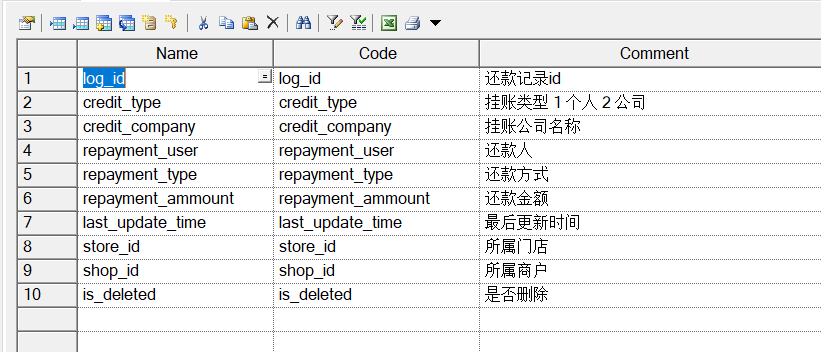 Name Code Comment
1 log_id = log_id 还款记录id
2 credit_type credit_type 挂账类型 1 个人 2 公司
3 credit_company credit_company 挂账公司名称
4 repayment_user repayment_user 还款人
5 repayment_type repayment_type 还款方式
6 repayment_ammount repayment_ammount 还款金额
7 last_update_time last_update_time 最后更新时间
8 store_id store_id 所属门店
9 shop_id shop_id 所属商户
10 is_deleted is_deleted 是否删除